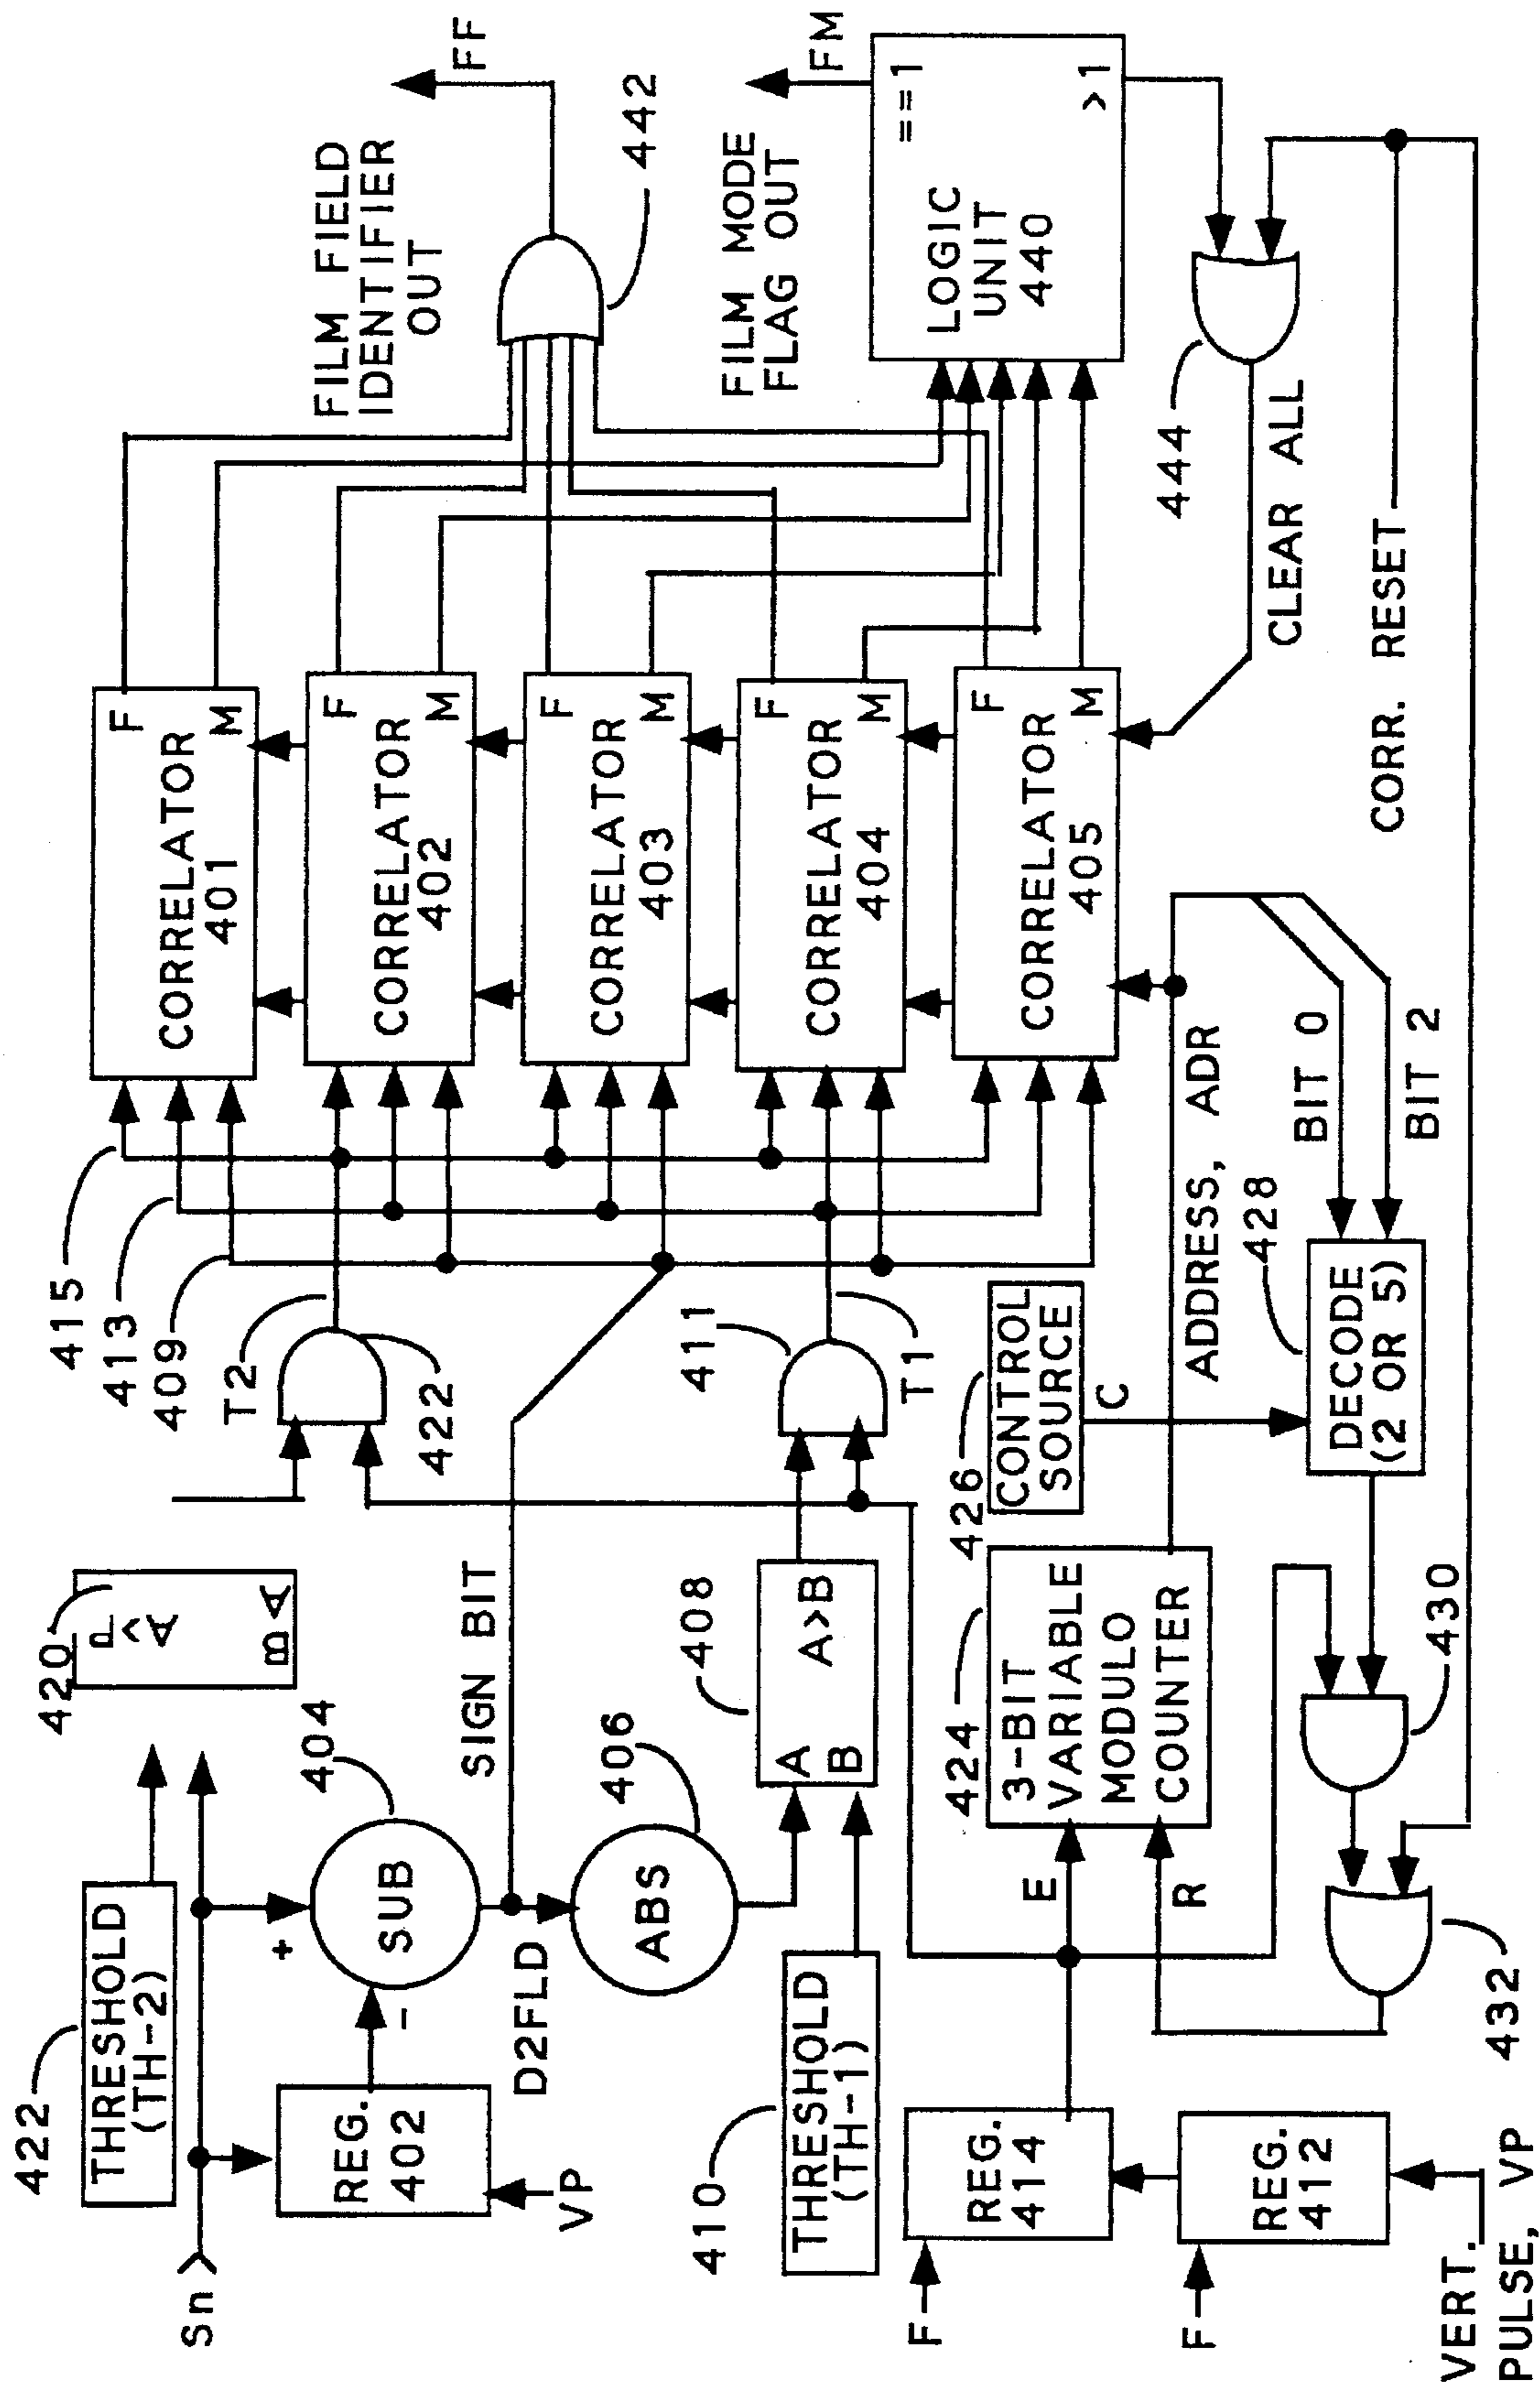 422
THRESHOLD
(TH-2)
Sn
REG.
402
VP
+
-
SUB
404
420
B A
A>
D2FLD
SIGN BIT
ABS
406
410
THRESHOLD
(TH-1)
408
A
B
A>B
T2
422
411
T1
415
413
409
CORRELATOR
401
F
M
CORRELATOR
402
F
M
CORRELATOR
403
F
M
CORRELATOR
404
F
M
CORRELATOR
405
F
M
FILM FIELD
IDENTIFIER
OUT
FF
442
FILM MODE
FLAG OUT
FM
LOGIC
UNIT
440
==1
>1
444
CLEAR ALL
CORR. RESET
F
REG.
414
F
REG.
412
VERT.
PULSE, VP
E
R
424
3-BIT
VARIABLE
MODULO
COUNTER
426
CONTROL
SOURCE
C
ADDRESS, ADR
BIT 0
BIT 2
428
DECODE
(2 OR 5)
430
432